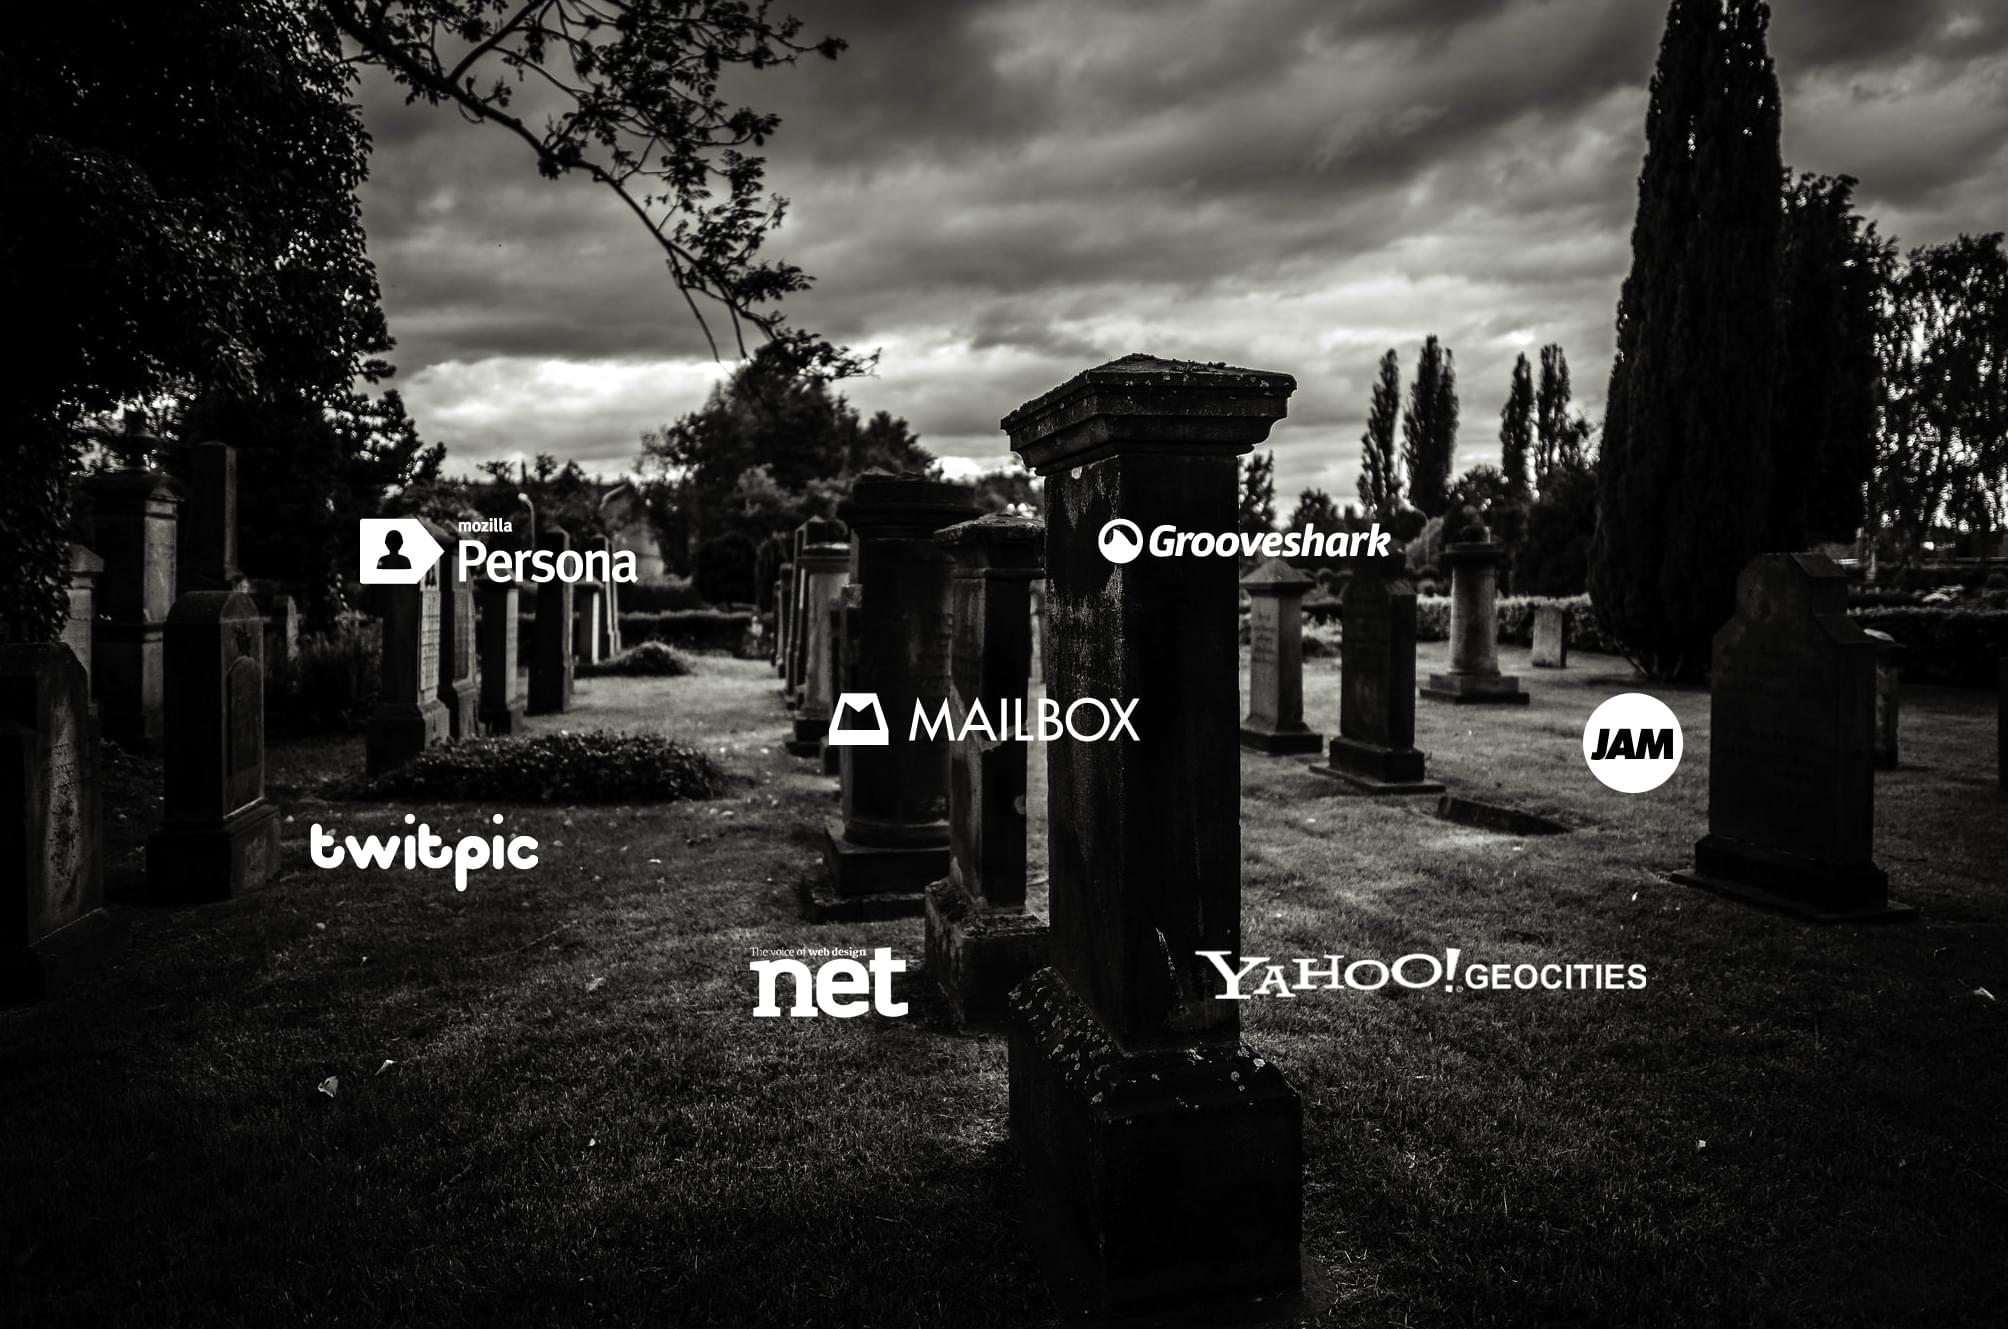 mozilla
Persona
Grooveshark
MAILBOX
JAM
twitpic
The voice of web design
net
YAHOO! GEOCITIES